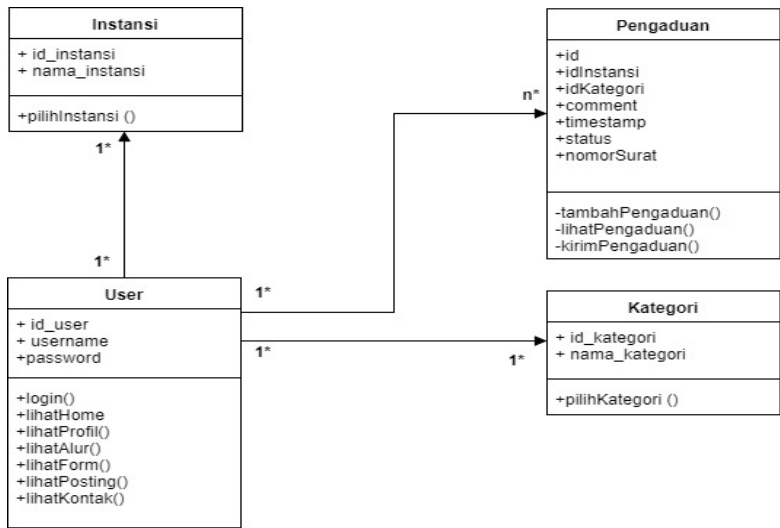 Instansi
+ id_instansi
+ nama_instansi
+pilihInstansi ()
1*
1*
User
+ id_user
+ username
+password
+login()
+lihatHome
+lihatProfil()
+lihatAlur()
+lihatForm()
+lihatPosting()
+lihatKontak()
1*
n*
Pengaduan
+id
+idInstansi
+idKategori
+comment
+timestamp
+status
+nomorSurat
-tambahPengaduan()
-lihatPengaduan()
-kirimPengaduan()
1*
1*
Kategori
+ id_kategori
+ nama_kategori
+pilihKategori ()